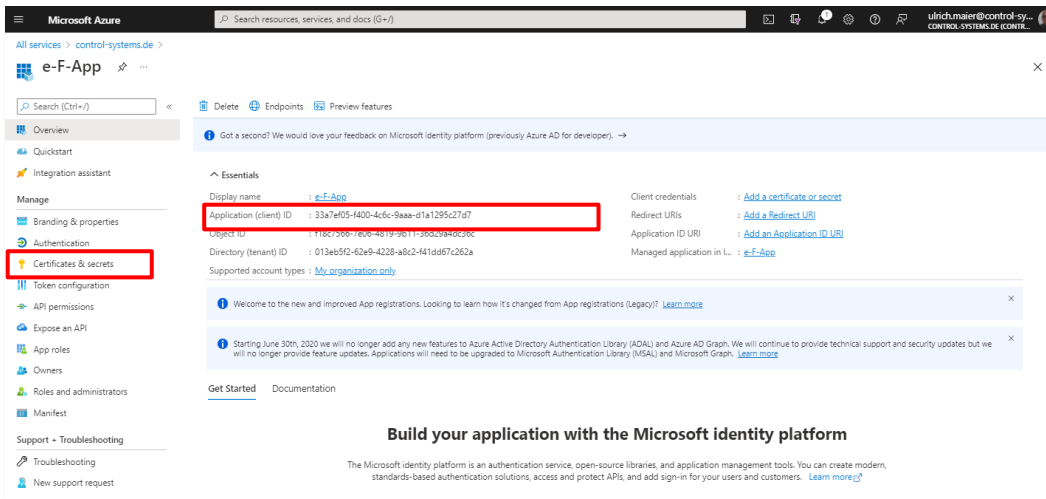 Microsoft Azure
Search resources, services, and docs (G+/)
ulrich.maier@control-sy...
CONTROL-SYSTEMS.DE (CONTR...
All services > control-systems.de >
e-F-App
Search (Ctrl+/)
Delete Endpoints Preview features
Overview
Got a second? We would love your feedback on Microsoft identity platform (previously Azure AD for developer). →
Quickstart
Integration assistant
Essentials
Manage
Display name : e-F-App
Client credentials : Add a certificate or secret
Branding & properties
Application (client) ID : 33a7ef05-f400-4c6c-9aaa-d1a1295c27d7
Redirect URIs : Add a Redirect URI
Authentication
Object ID : f18c7566-7e06-4819-9b11-36d29a4dc36c
Application ID URI : Add an Application ID URI
Certificates & secrets
Directory (tenant) ID : 013eb5f2-62e9-4228-a8c2-f41dd67c262a
Managed application in l... : e-F-App
Token configuration
Supported account types : My organization only
API permissions
Welcome to the new and improved App registrations. Looking to learn how it's changed from App registrations (Legacy)? Learn more
Expose an API
App roles
Starting June 30th, 2020 we will no longer add any new features to Azure Active Directory Authentication Library (ADAL) and Azure AD Graph. We will continue to provide technical support and security updates but we
will no longer provide feature updates. Applications will need to be upgraded to Microsoft Authentication Library (MSAL) and Microsoft Graph. Learn more
Owners
Roles and administrators
Get Started Documentation
Manifest
Support + Troubleshooting
Build your application with the Microsoft identity platform
Troubleshooting
The Microsoft identity platform is an authentication service, open-source libraries, and application management tools. You can create modern,
standards-based authentication solutions, access and protect APIs, and add sign-in for your users and customers. Learn more
New support request